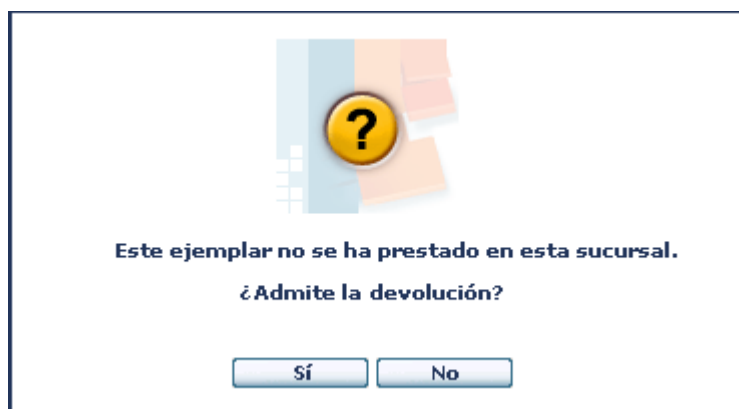 ?
Este ejemplar no se ha prestado en esta sucursal.
¿Admite la devolución?
Sí No